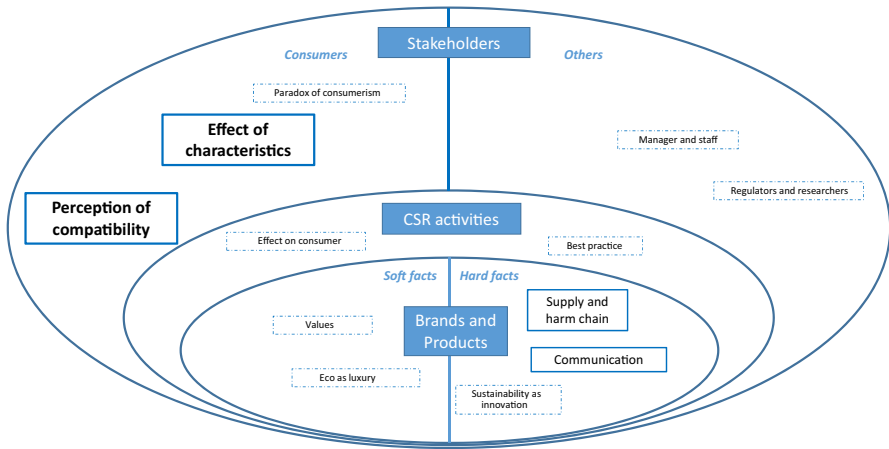 Stakeholders
Consumers
Others
Paradox of consumerism
Effect of
characteristics
Manager and staff
Regulators and researchers
Perception of
compatibility
CSR activities
Effect on consumer
Best practice
Soft facts
Hard facts
Supply and
harm chain
Brands and
Products
Values
Communication
Eco as luxury
Sustainability as
innovation